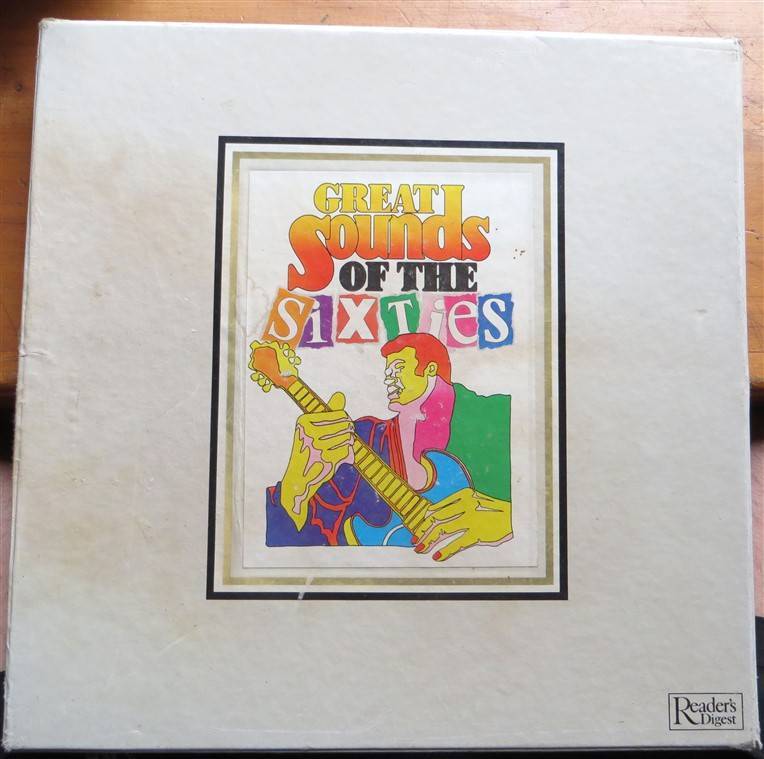 GREAT
Sounds
OF THE
SiXTieS
Reader's
Digest